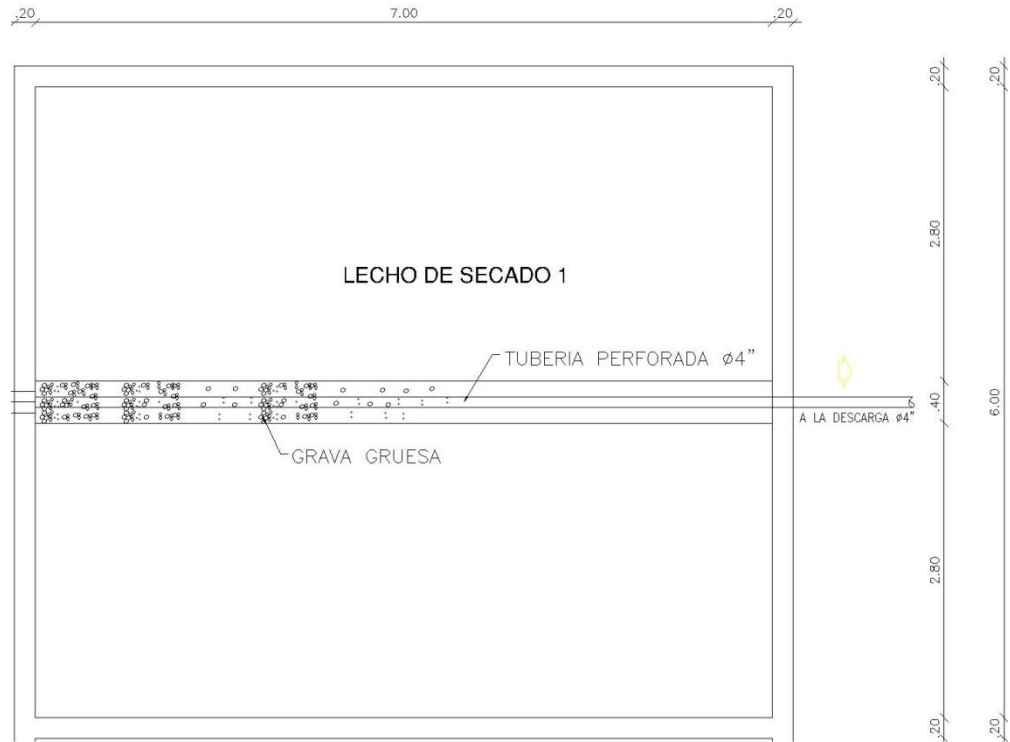 .20 7.00 .20
.20 .20
2.80
LECHO DE SECADO 1
TUBERIA PERFORADA ø4"
.40 6.00
A LA DESCARGA ø4"
GRAVA GRUESA
2.80
.20 .20